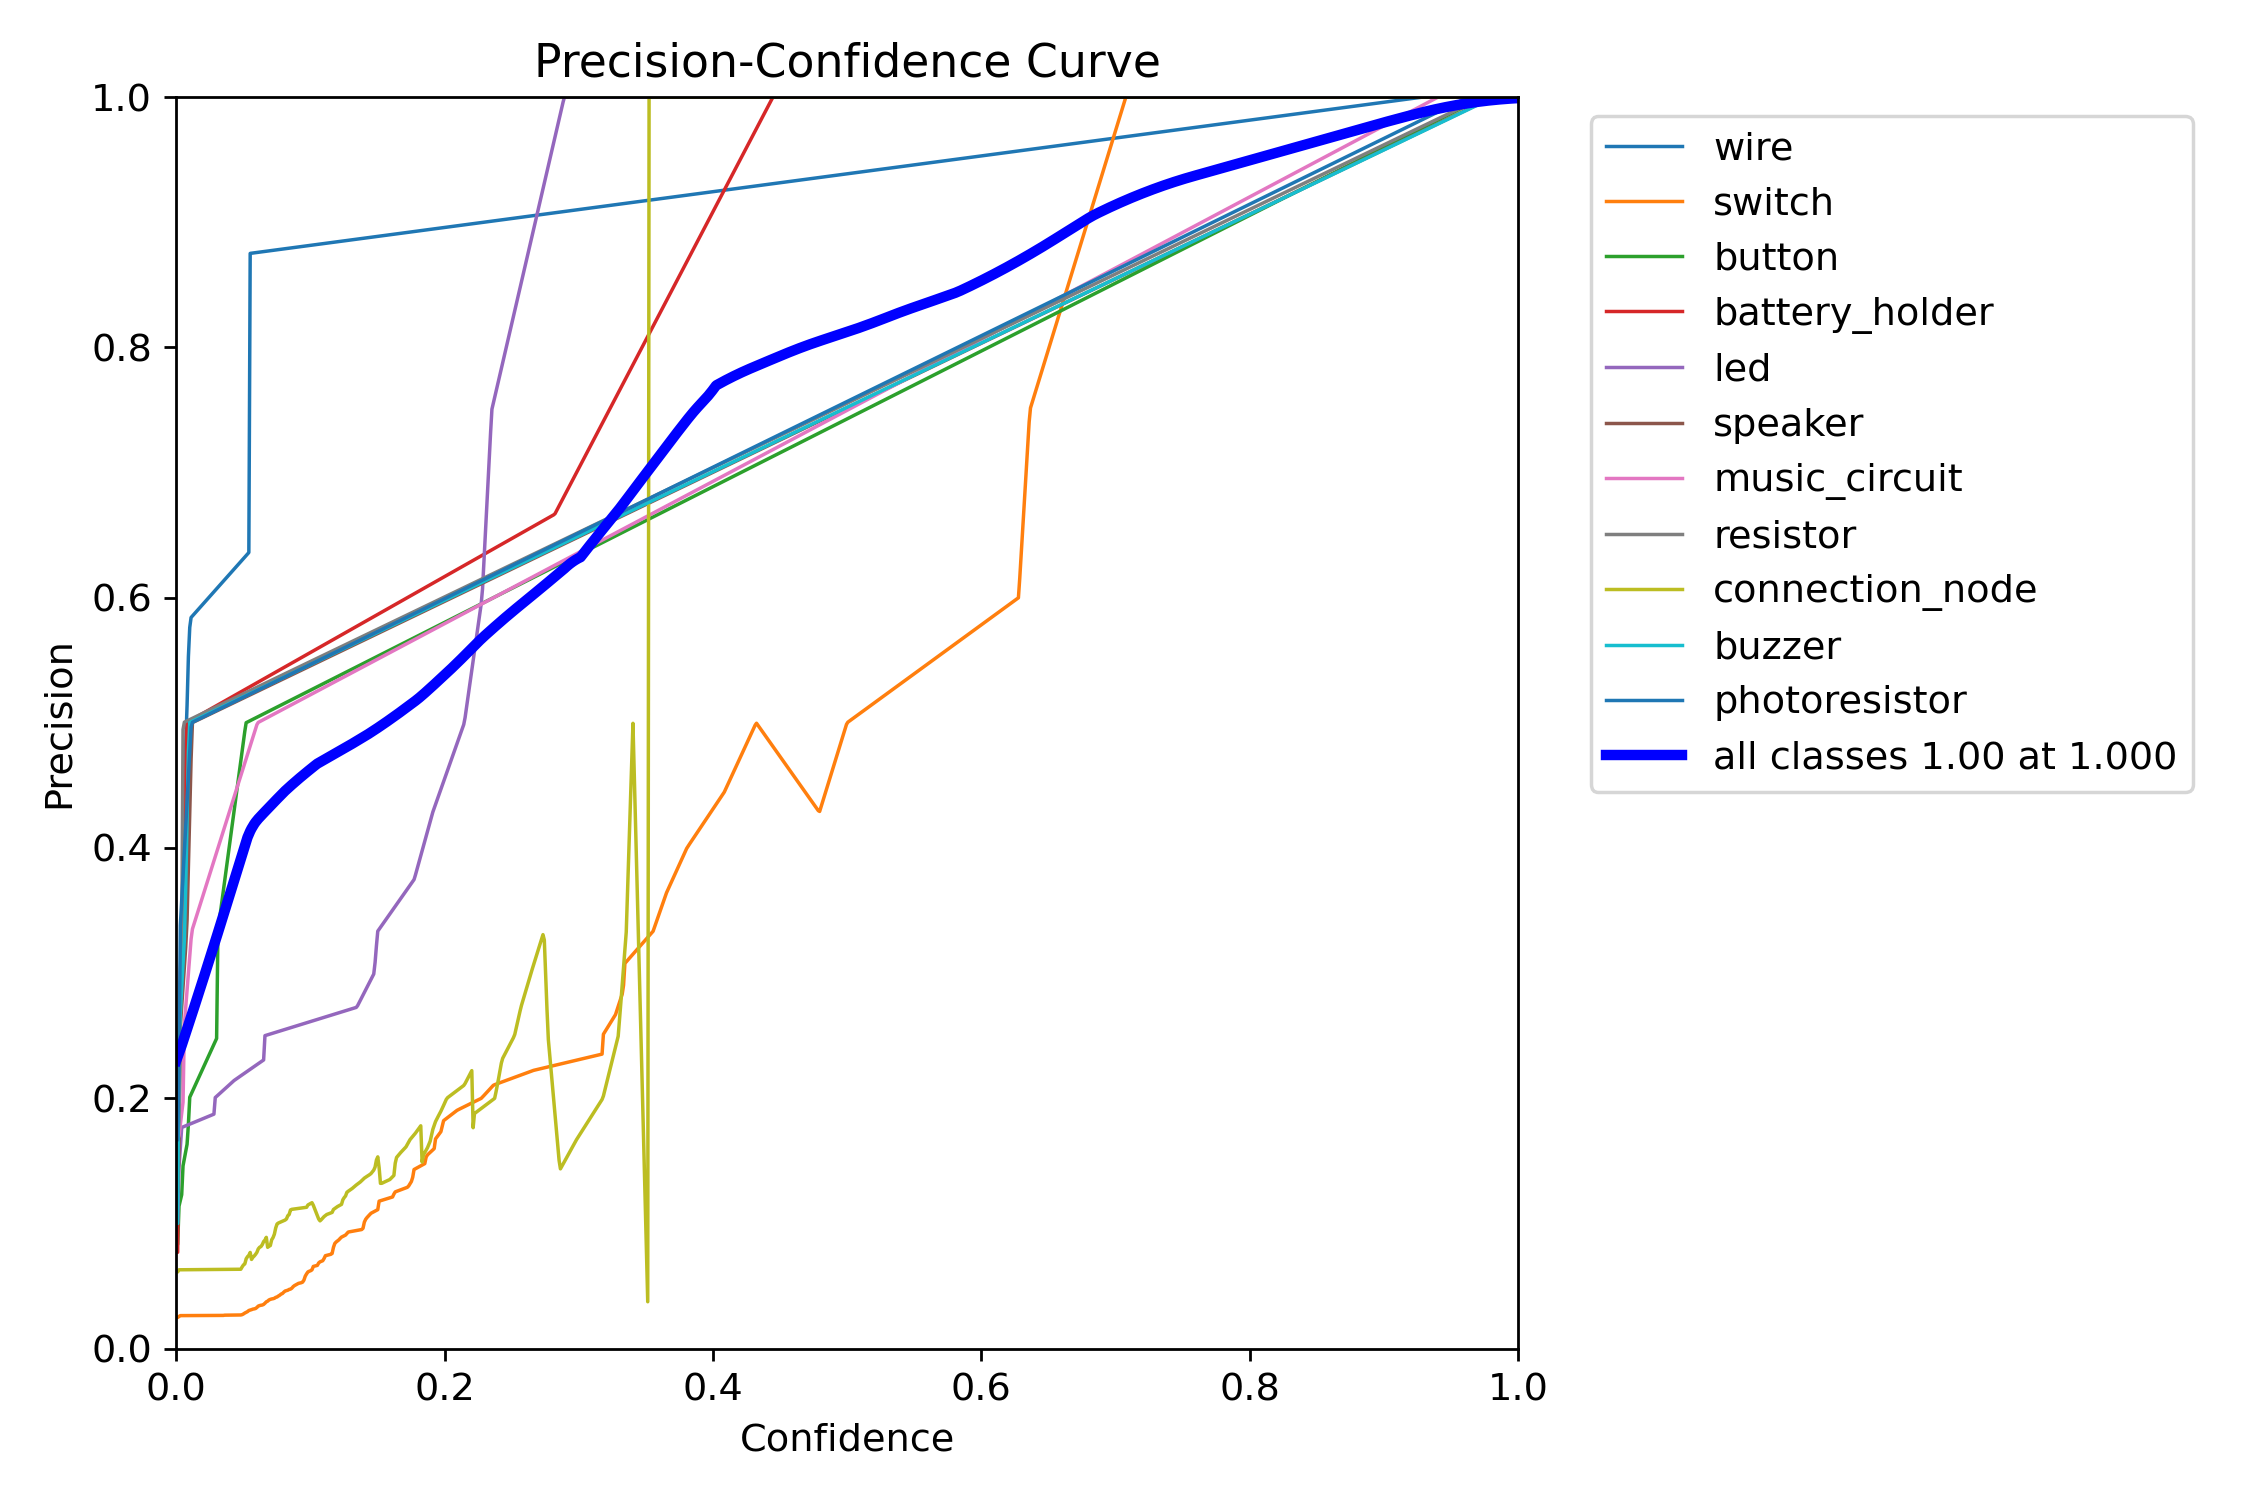 Precision-Confidence Curve
1.0
0.8
0.6
0.4
0.2
0.0
Precision
0.0 0.2 0.4 0.6 0.8 1.0
Confidence
wire
switch
button
battery_holder
led
speaker
music_circuit
resistor
connection_node
buzzer
photoresistor
all classes 1.00 at 1.000